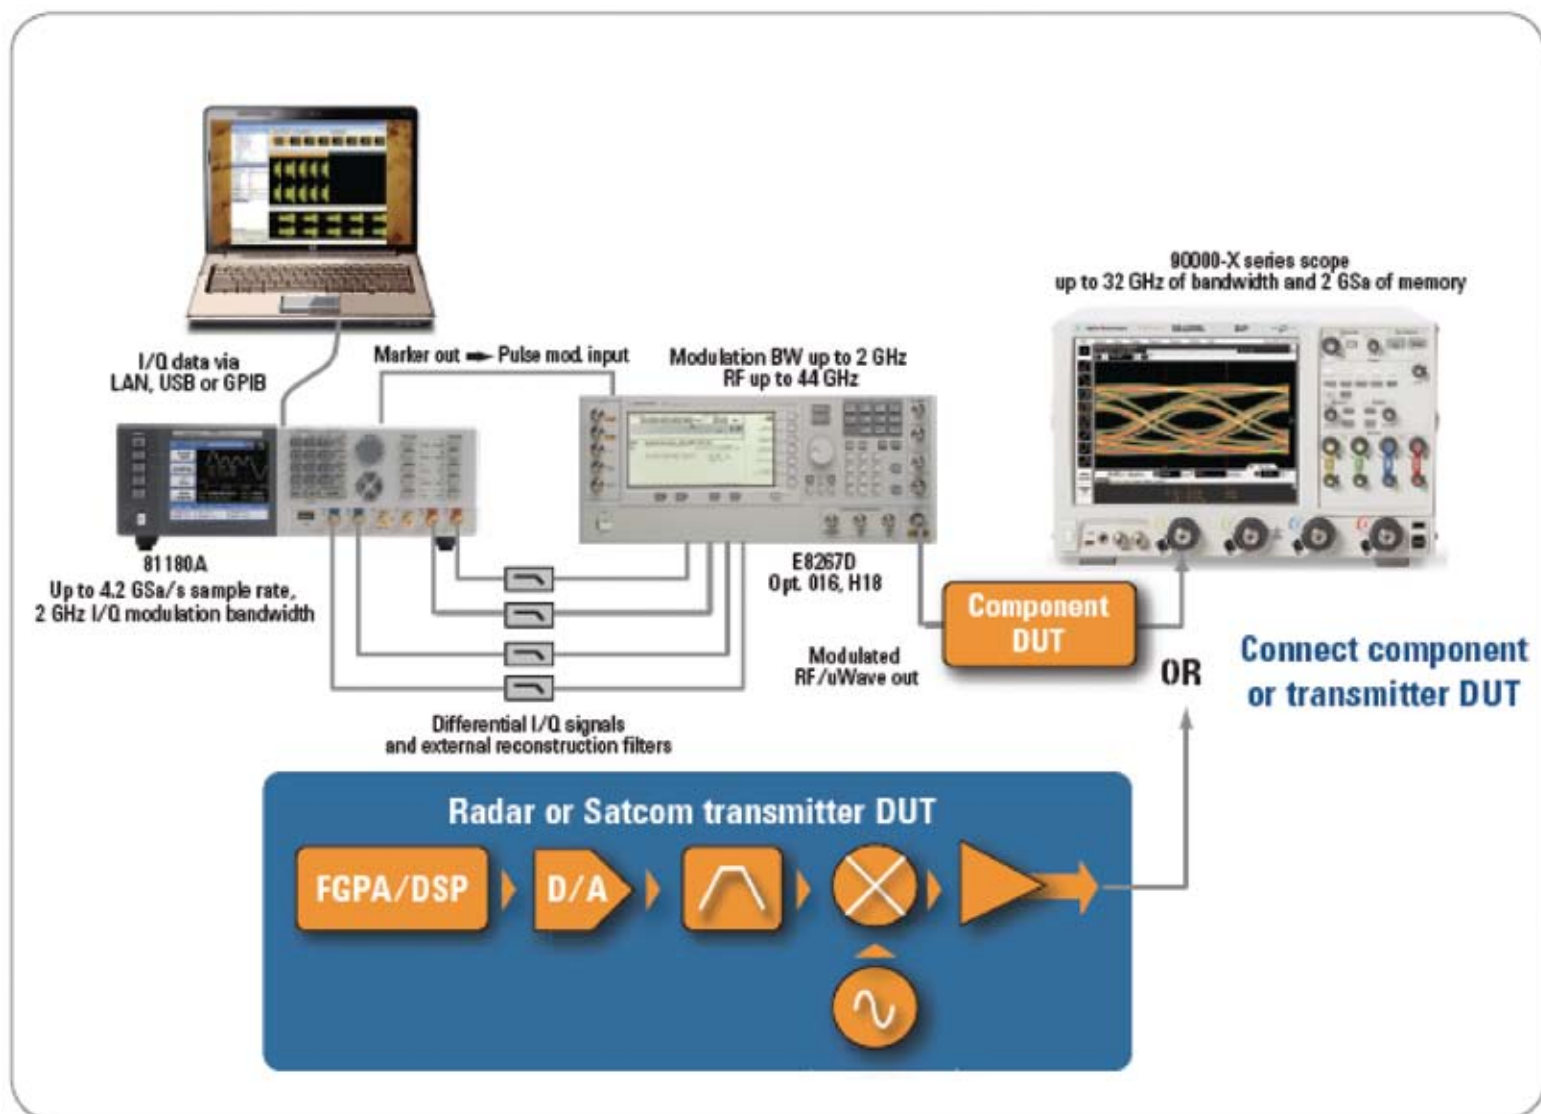 90000-X series scope
up to 32 GHz of bandwidth and 2 GSa of memory
I/Q data via
LAN, USB or GPIB
Marker out ➡ Pulse mod. input
Modulation BW up to 2 GHz
RF up to 44 GHz
81180A
Up to 4.2 GSa/s sample rate,
2 GHz I/Q modulation bandwidth
E8267D
Opt. 016, H18
Component
DUT
Modulated
RF/uWave out
OR
Connect component
or transmitter DUT
Differential I/Q signals
and external reconstruction filters
Radar or Satcom transmitter DUT
FGPA/DSP
D/A